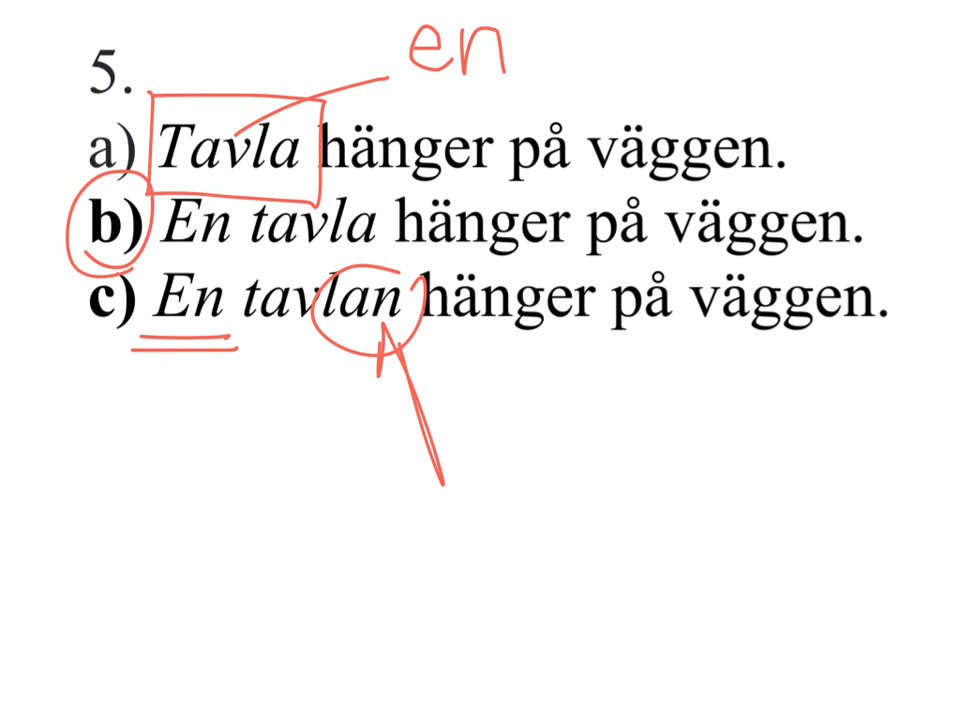 en
5.
a) Tavla hänger på väggen.
b) En tavla hänger på väggen.
c) En tavlan hänger på väggen.